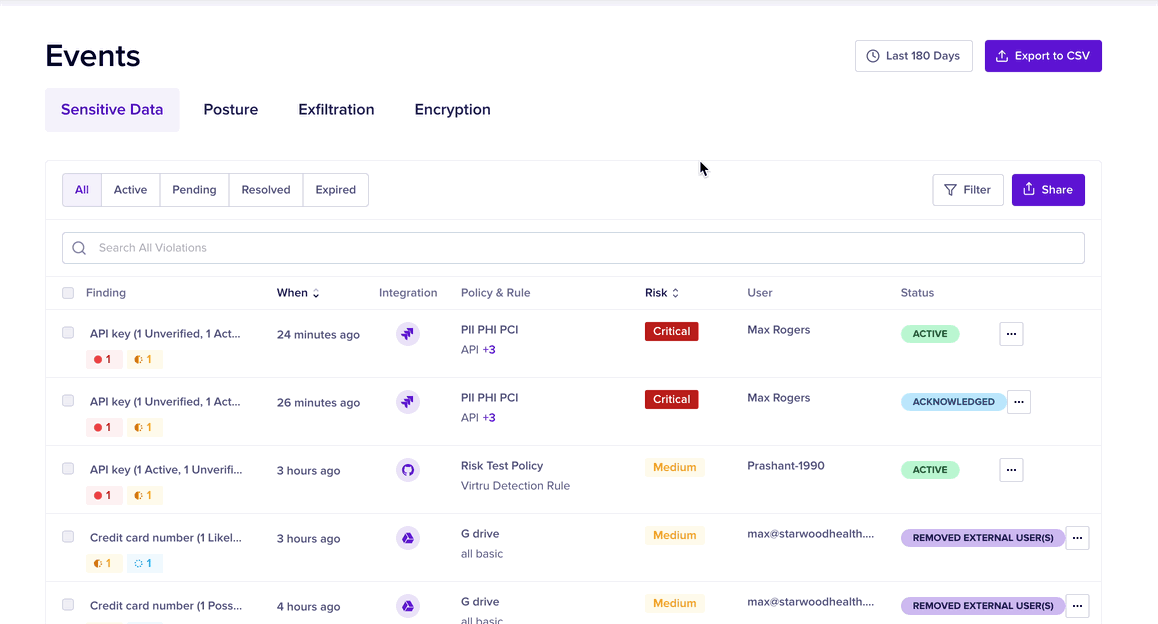 Events
Last 180 Days
Export to CSV
Sensitive Data Posture Exfiltration Encryption
All Active Pending Resolved Expired
Filter
Share
Search All Violations
Finding When Integration Policy & Rule Risk User Status
API key (1 Unverified, 1 Act... 24 minutes ago PII PHI PCI Critical Max Rogers ACTIVE ...
API +3
1 1
API key (1 Unverified, 1 Act... 26 minutes ago PII PHI PCI Critical Max Rogers ACKNOWLEDGED ...
API +3
1 1
API key (1 Active, 1 Unverifi... 3 hours ago Risk Test Policy Medium Prashant-1990 ACTIVE ...
Virtru Detection Rule
1 1
Credit card number (1 Likel... 3 hours ago G drive Medium max@starwoodhealth.... REMOVED EXTERNAL USER(S) ...
all basic
1 1
Credit card number (1 Poss... 4 hours ago G drive Medium max@starwoodhealth.... REMOVED EXTERNAL USER(S) ...
all basic